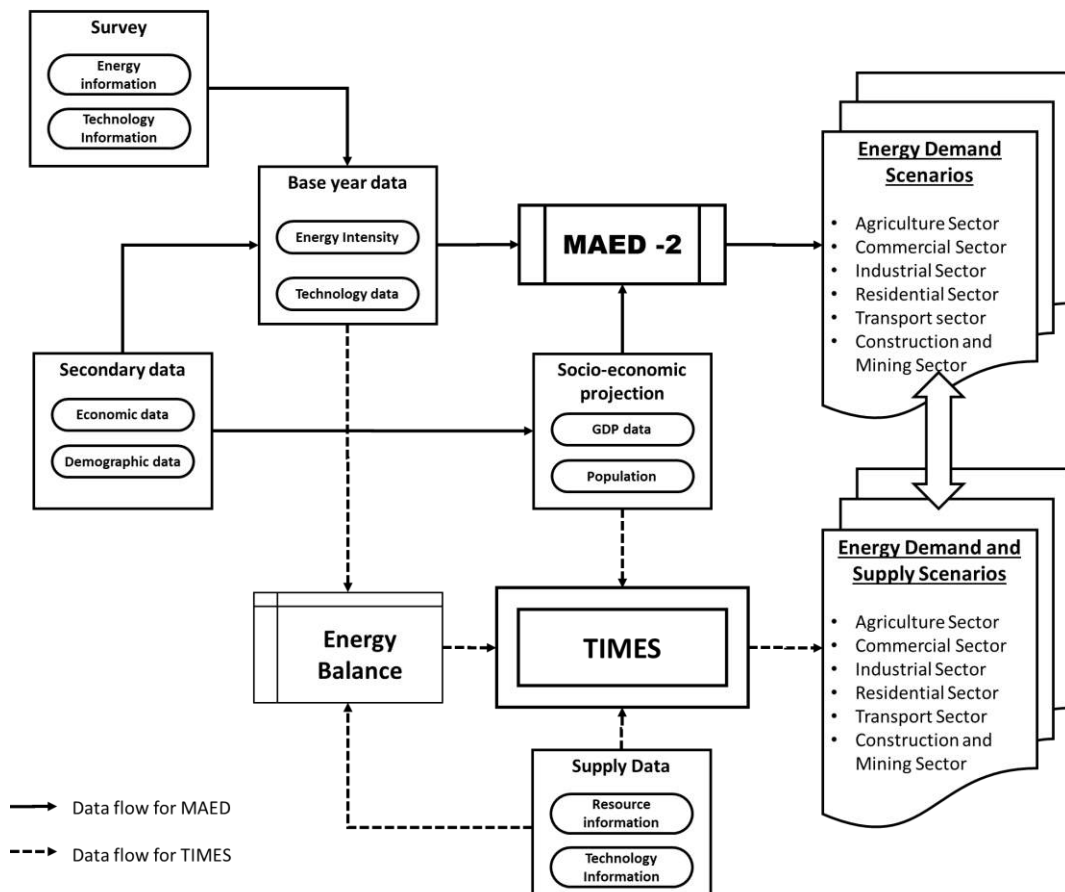 Survey
Energy
information
Technology
Information
Base year data
Energy Intensity
Technology data
MAED -2
Energy Demand
Scenarios
• Agriculture Sector
• Commercial Sector
• Industrial Sector
• Residential Sector
• Transport sector
• Construction and
Mining Sector
Secondary data
Economic data
Demographic data
Socio-economic
projection
GDP data
Population
Energy
Balance
TIMES
Energy Demand and
Supply Scenarios
• Agriculture Sector
• Commercial Sector
• Industrial Sector
• Residential Sector
• Transport Sector
• Construction and
Mining Sector
Supply Data
Resource
information
Technology
Information
Data flow for MAED
Data flow for TIMES